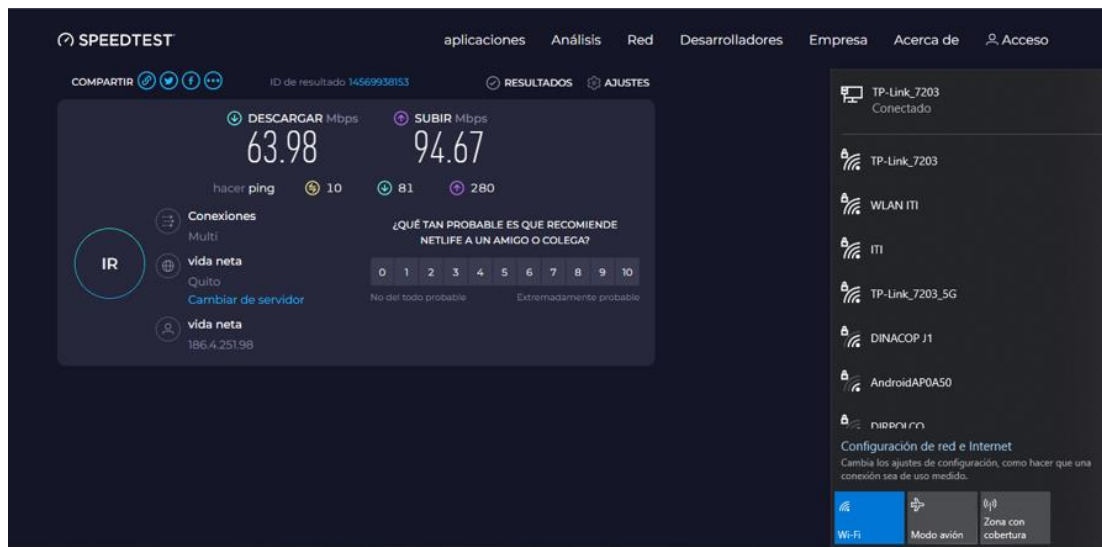 SPEEDTEST
aplicaciones Análisis Red Desarrolladores Empresa Acerca de Acceso
COMPARTIR
ID de resultado 14569938153
RESULTADOS AJUSTES
DESCARGAR Mbps
63.98
SUBIR Mbps
94.67
hacer ping 10 81 280
Conexiones
Multi
vida neta
Quito
Cambiar de servidor
vida neta
186.4.251.98
IR
¿QUÉ TAN PROBABLE ES QUE RECOMIENDE
NETLIFE A UN AMIGO O COLEGA?
0 1 2 3 4 5 6 7 8 9 10
No del todo probable Extremadamente probable
TP-Link_7203
Conectado
TP-Link_7203
WLAN ITI
ITI
TP-Link_7203_5G
DINACOP J1
AndroidAP0A50
Configuración de red e Internet
Cambia los ajustes de configuración, como hacer que una
conexión sea de uso medido.
Wi-Fi
Modo avión
Zona con
cobertura